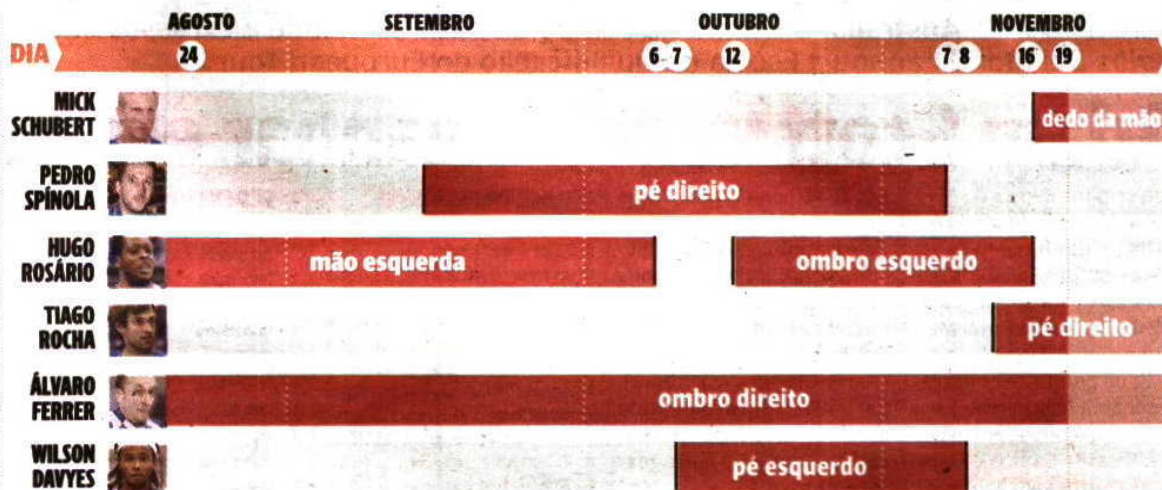 AGOSTO SETEMBRO OUTUBRO NOVEMBRO
DIA 24 6 7 12 7 8 16 19
MICK
SCHUBERT
dedo da mão
PEDRO
SPÍNOLA
pé direito
HUGO
ROSÁRIO
mão esquerda ombro esquerdo
TIAGO
ROCHA
pé direito
ÁLVARO
FERRER
ombro direito
WILSON
DAVYES
pé esquerdo